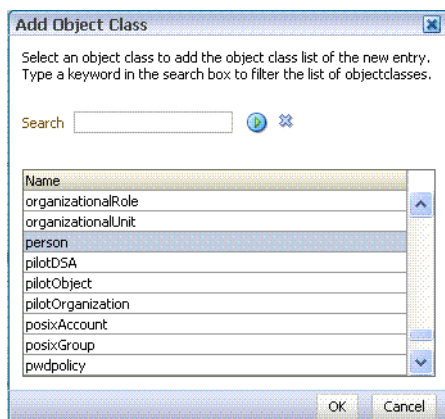 Add Object Class
Select an object class to add the object class list of the new entry.
Type a keyword in the search box to filter the list of objectclasses.
Search
Name
organizationalRole
organizationalUnit
person
pilotDSA
pilotObject
pilotOrganization
posixAccount
posixGroup
pwdpolicy
OK Cancel